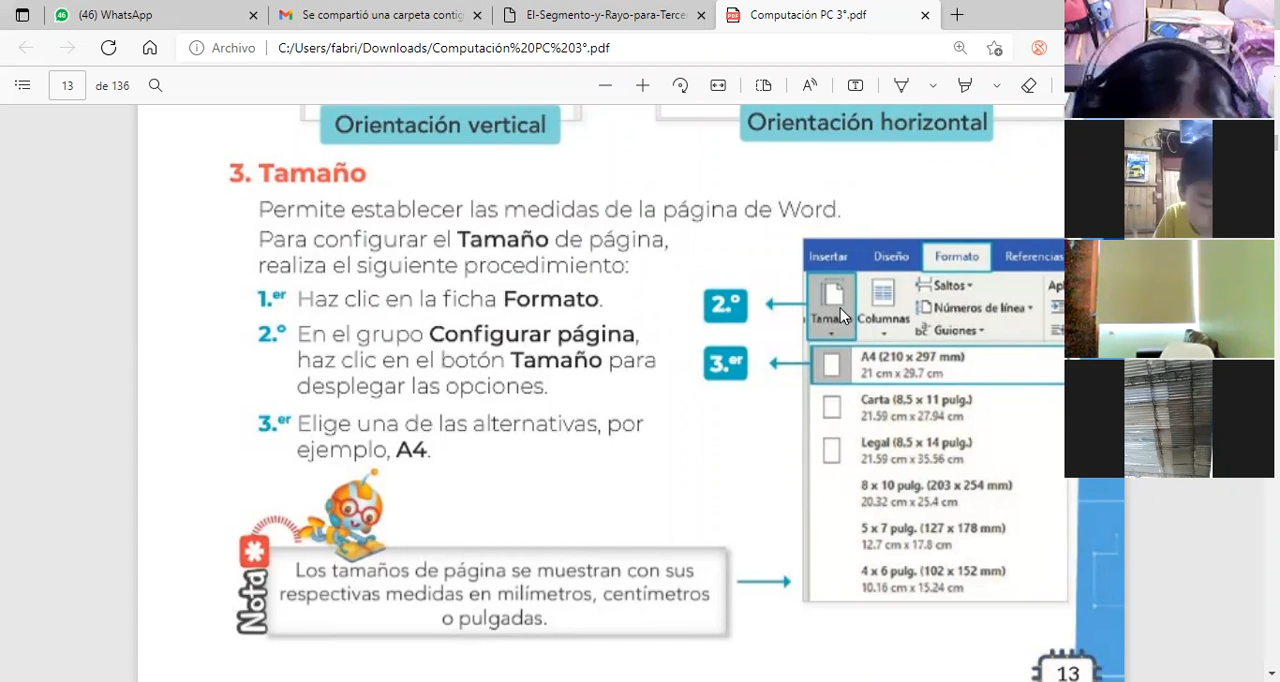 46
(46) WhatsApp
Se compartió una carpeta contig
El-Segmento-y-Rayo-para-Terce
Computación PC 3°.pdf
Archivo
C:/Users/fabri/Downloads/Computación%20PC%203°.pdf
13
de 136
Orientación vertical
Orientación horizontal
3. Tamaño
Permite establecer las medidas de la página de Word.
Para configurar el Tamaño de página,
realiza el siguiente procedimiento:
1.er Haz clic en la ficha Formato.
2.º En el grupo Configurar página,
haz clic en el botón Tamaño para
desplegar las opciones.
3.er Elige una de las alternativas, por
ejemplo, A4.
Nota
Los tamaños de página se muestran con sus
respectivas medidas en milímetros, centímetros
o pulgadas.
2.º
3.er
Insertar Diseño Formato Referencias
Saltos
Números de línea
Guiones
Columnas
A4 (210 x 297 mm)
21 cm x 29.7 cm
Carta (8.5 x 11 pulg.)
21.59 cm x 27.94 cm
Legal (8.5 x 14 pulg.)
21.59 cm x 35.56 cm
8 x 10 pulg. (203 x 254 mm)
20.32 cm x 25.4 cm
5 x 7 pulg. (127 x 178 mm)
12.7 cm x 17.8 cm
4 x 6 pulg. (102 x 152 mm)
10.16 cm x 15.24 cm
13